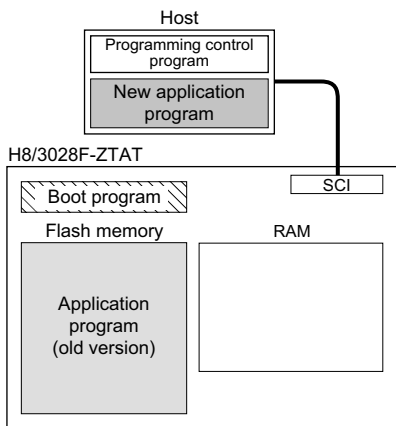 Host
Programming control
program
New application
program
H8/3028F-ZTAT
SCI
Boot program
Flash memory
RAM
Application
program
(old version)